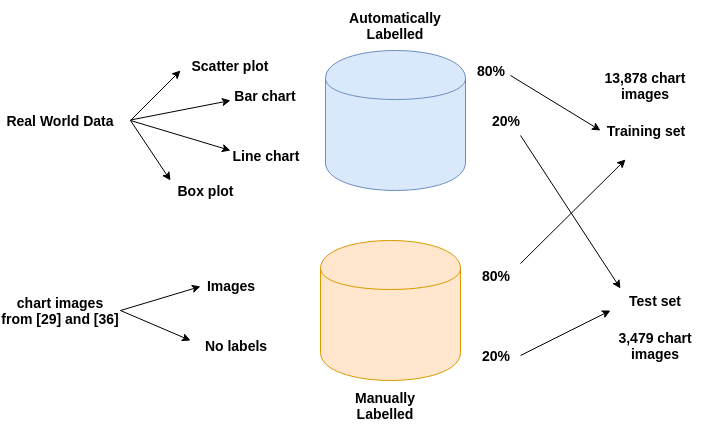 Automatically
Labelled
Scatter plot
Bar chart
Real World Data
Line chart
Box plot
80%
20%
13,878 chart
images
Training set
chart images
from [29] and [36]
Images
No labels
80%
20%
Test set
3,479 chart
images
Manually
Labelled